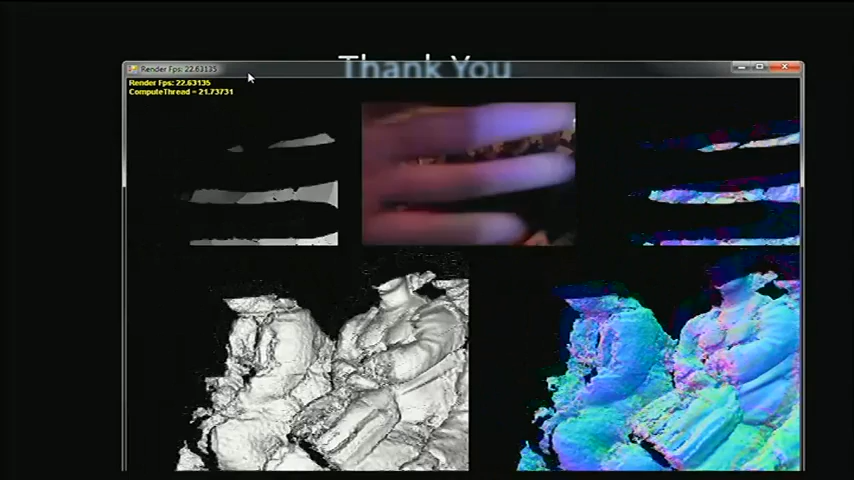 Thank You
Render Fps: 22.63135
Render Fps: 22.63135
ComputeThread = 21.73731